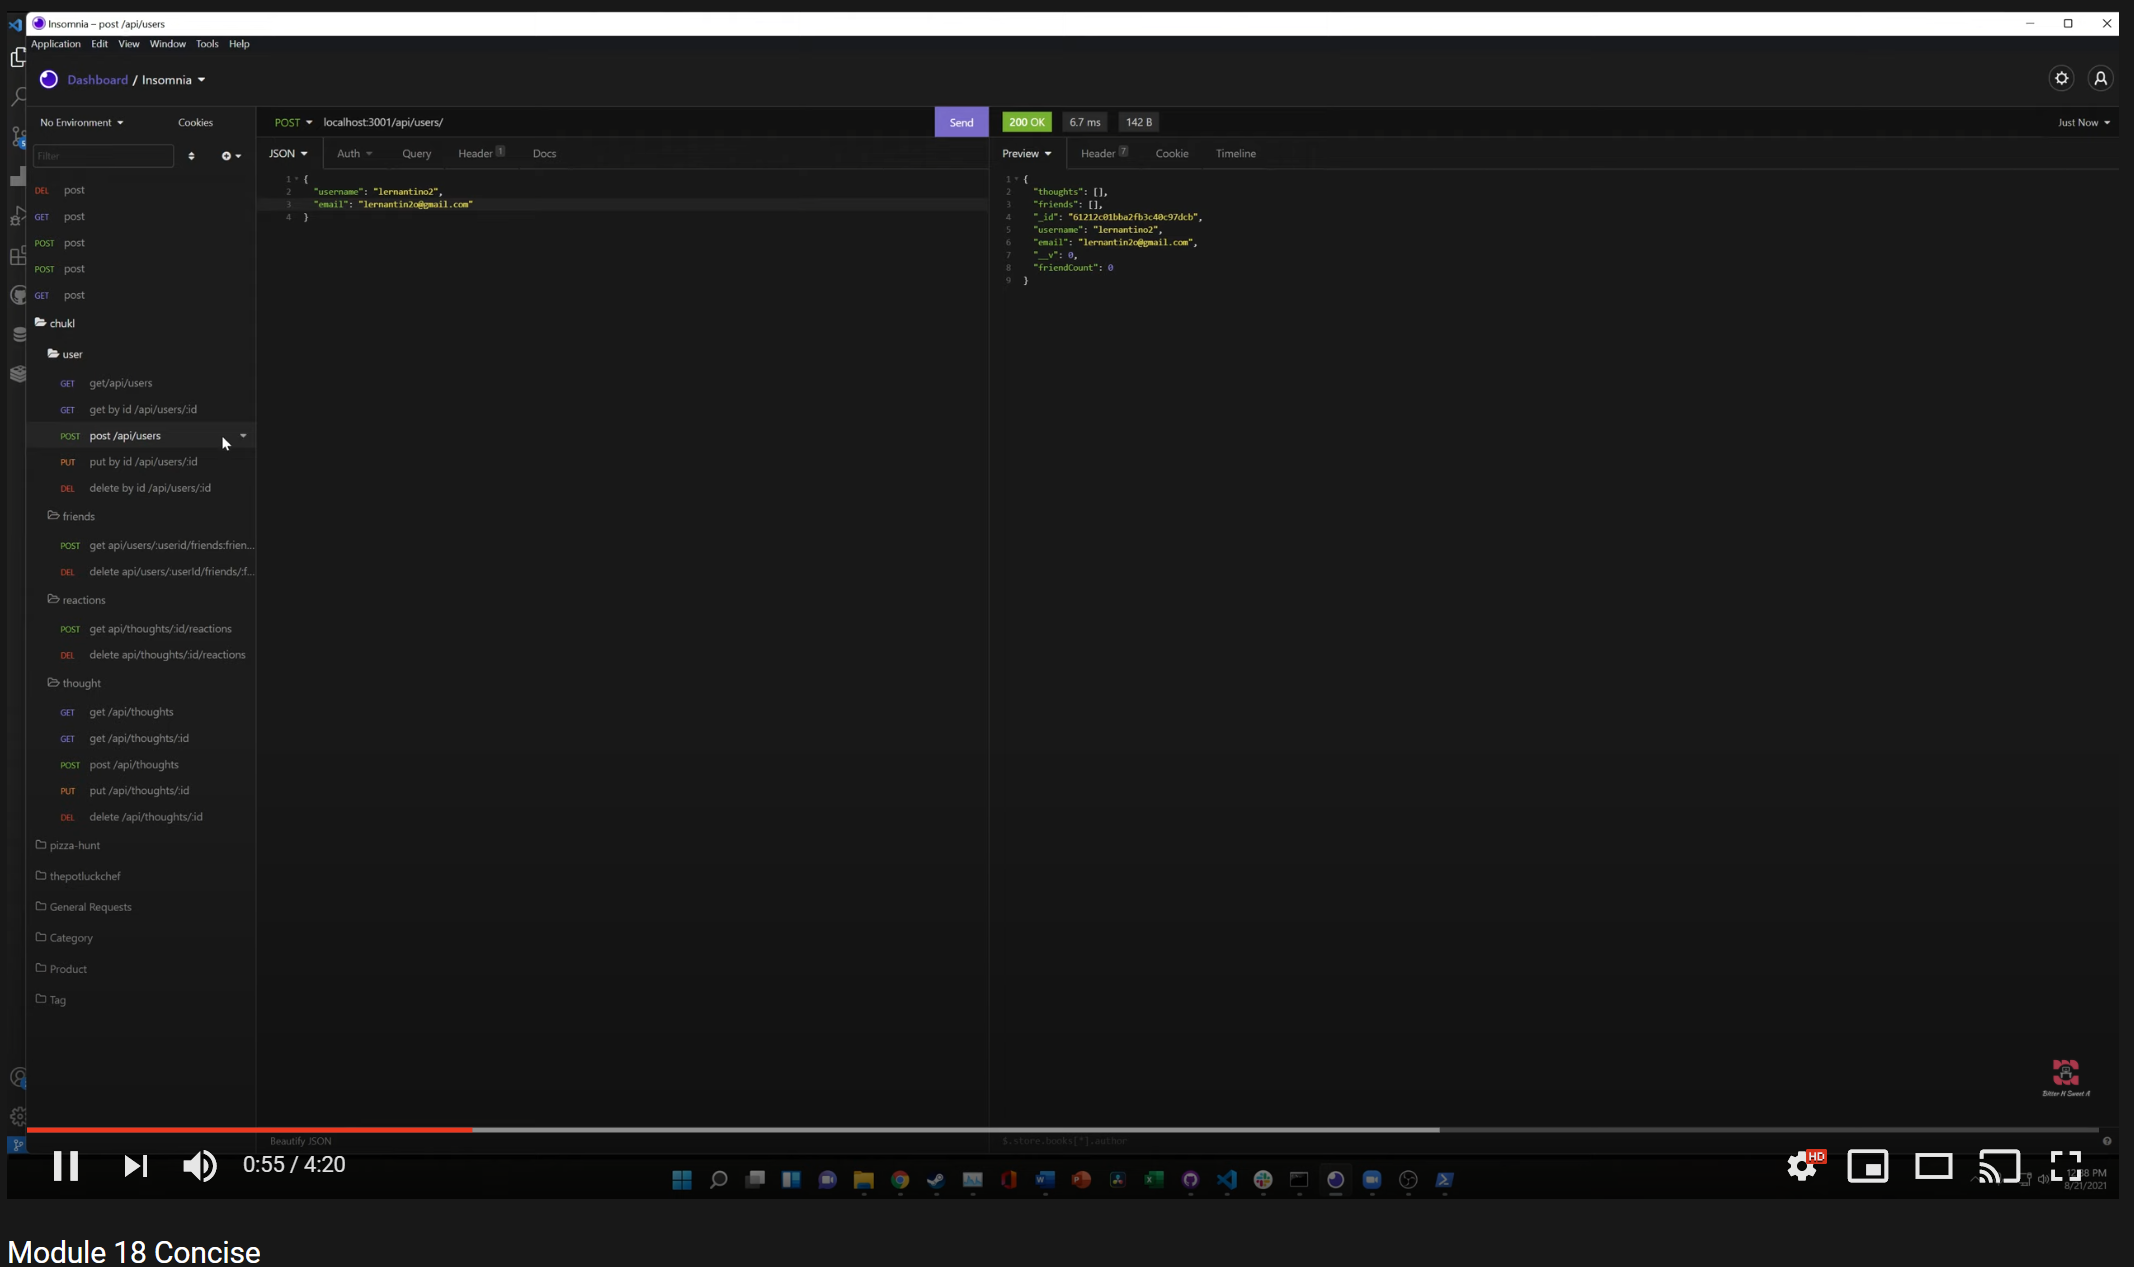 Insomnia – post /api/users
Application Edit View Window Tools Help
Dashboard / Insomnia
No Environment Cookies
POST localhost:3001/api/users/ Send 200 OK 6.7 ms 142 B Just Now
Filter
JSON Auth Query Header 1 Docs
Preview Header 7 Cookie Timeline
1 {
2 "username": "lernantino2",
3 "email": "lernantin2o@gmail.com"
4 }
1 {
2 "thoughts": [],
3 "friends": [],
4 "_id": "61212c01bba2fb3c40c97dcb",
5 "username": "lernantino2",
6 "email": "lernantin2o@gmail.com",
7 "__v": 0,
8 "friendCount": 0
9 }
DEL post
GET post
POST post
POST post
GET post
chukl
user
GET get/api/users
GET get by id /api/users/:id
POST post /api/users
PUT put by id /api/users/:id
DEL delete by id /api/users/:id
friends
POST get api/users/:userid/friends:frien...
DEL delete api/users/:userId/friends/:f...
reactions
POST get api/thoughts/:id/reactions
DEL delete api/thoughts/:id/reactions
thought
GET get /api/thoughts
GET get /api/thoughts/:id
POST post /api/thoughts
PUT put /api/thoughts/:id
DEL delete /api/thoughts/:id
pizza-hunt
thepotluckchef
General Requests
Category
Product
Tag
Bitter N Sweet A
Beautify JSON
$.store.books[*].author
0:55 / 4:20
HD
PM
8/21/2021
Module 18 Concise